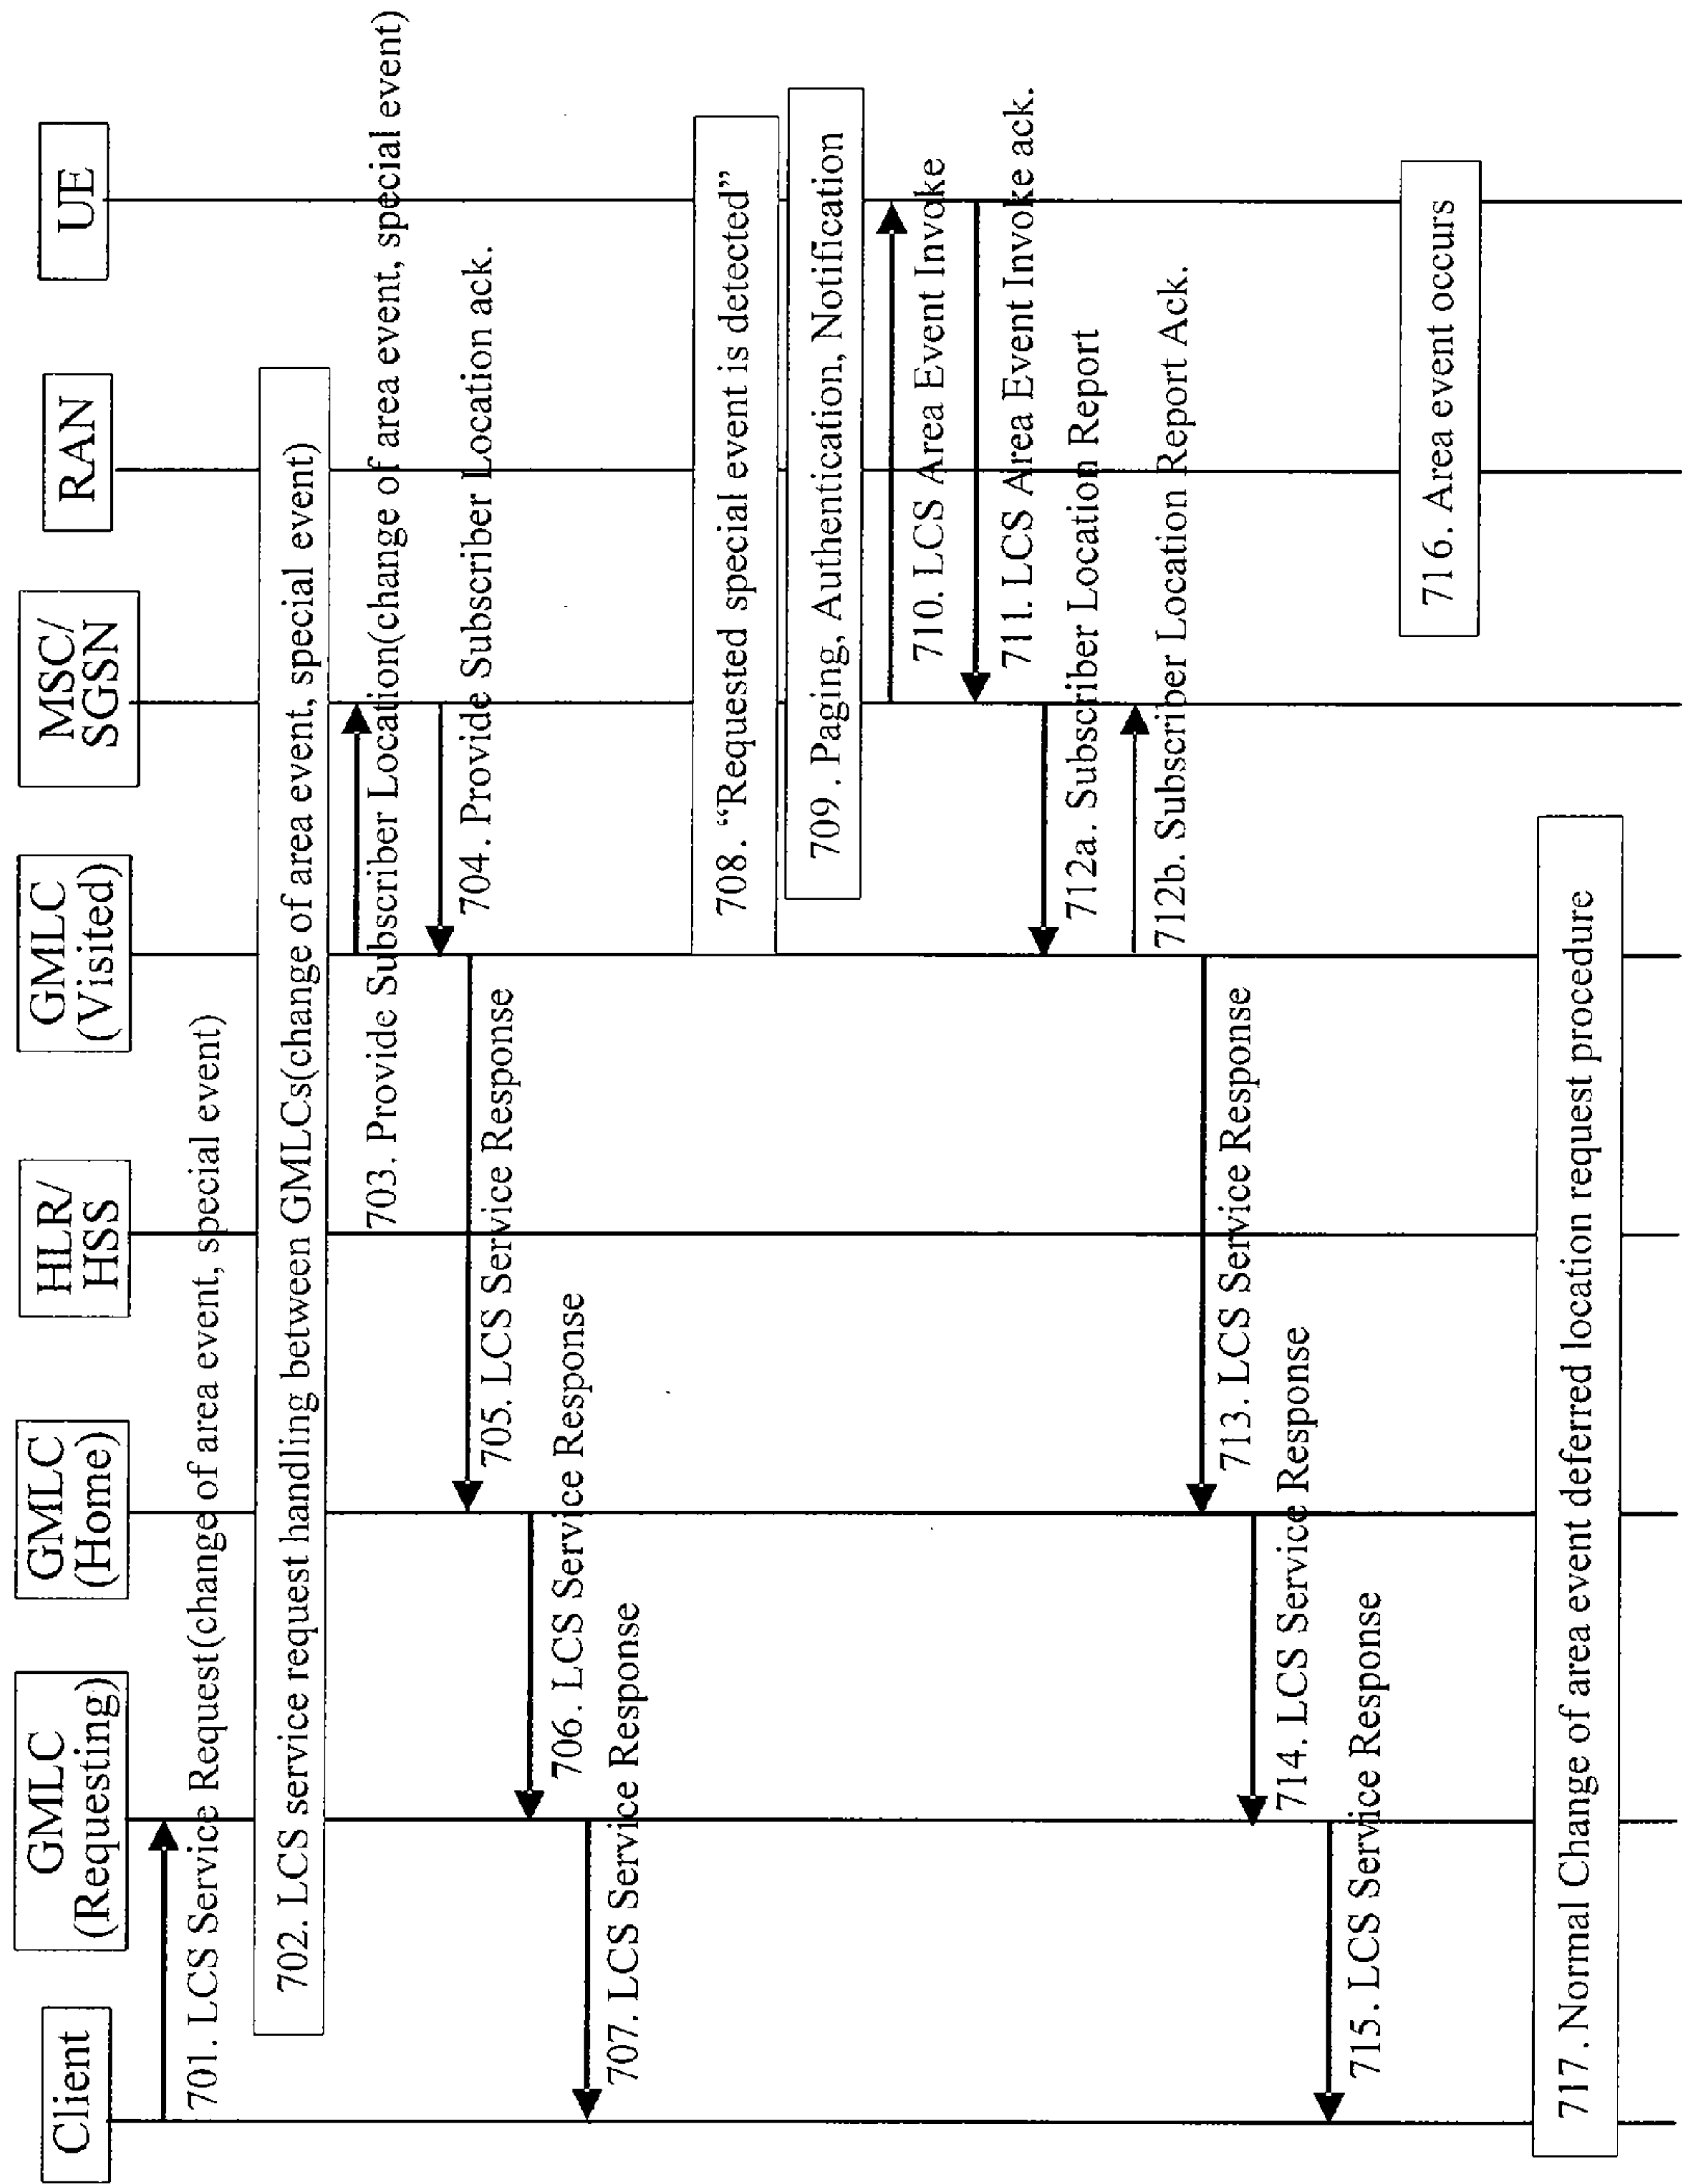 Client
GMLC
(Requesting)
GMLC
(Home)
HLR/
HSS
GMLC
(Visited)
MSC/
SGSN
RAN
UE
701. LCS Service Request(change of area event, special event)
702. LCS service request handling between GMLCs(change of area event, special event)
703. Provide Subscriber Location(change of area event, special event)
704. Provide Subscriber Location ack.
705. LCS Service Response
706. LCS Service Response
707. LCS Service Response
708. “Requested special event is detected”
709. Paging, Authentication, Notification
710. LCS Area Event Invoke
711. LCS Area Event Invoke ack.
712a. Subscriber Location Report
712b. Subscriber Location Report Ack.
713. LCS Service Response
714. LCS Service Response
715. LCS Service Response
716. Area event occurs
717. Normal Change of area event deferred location request procedure